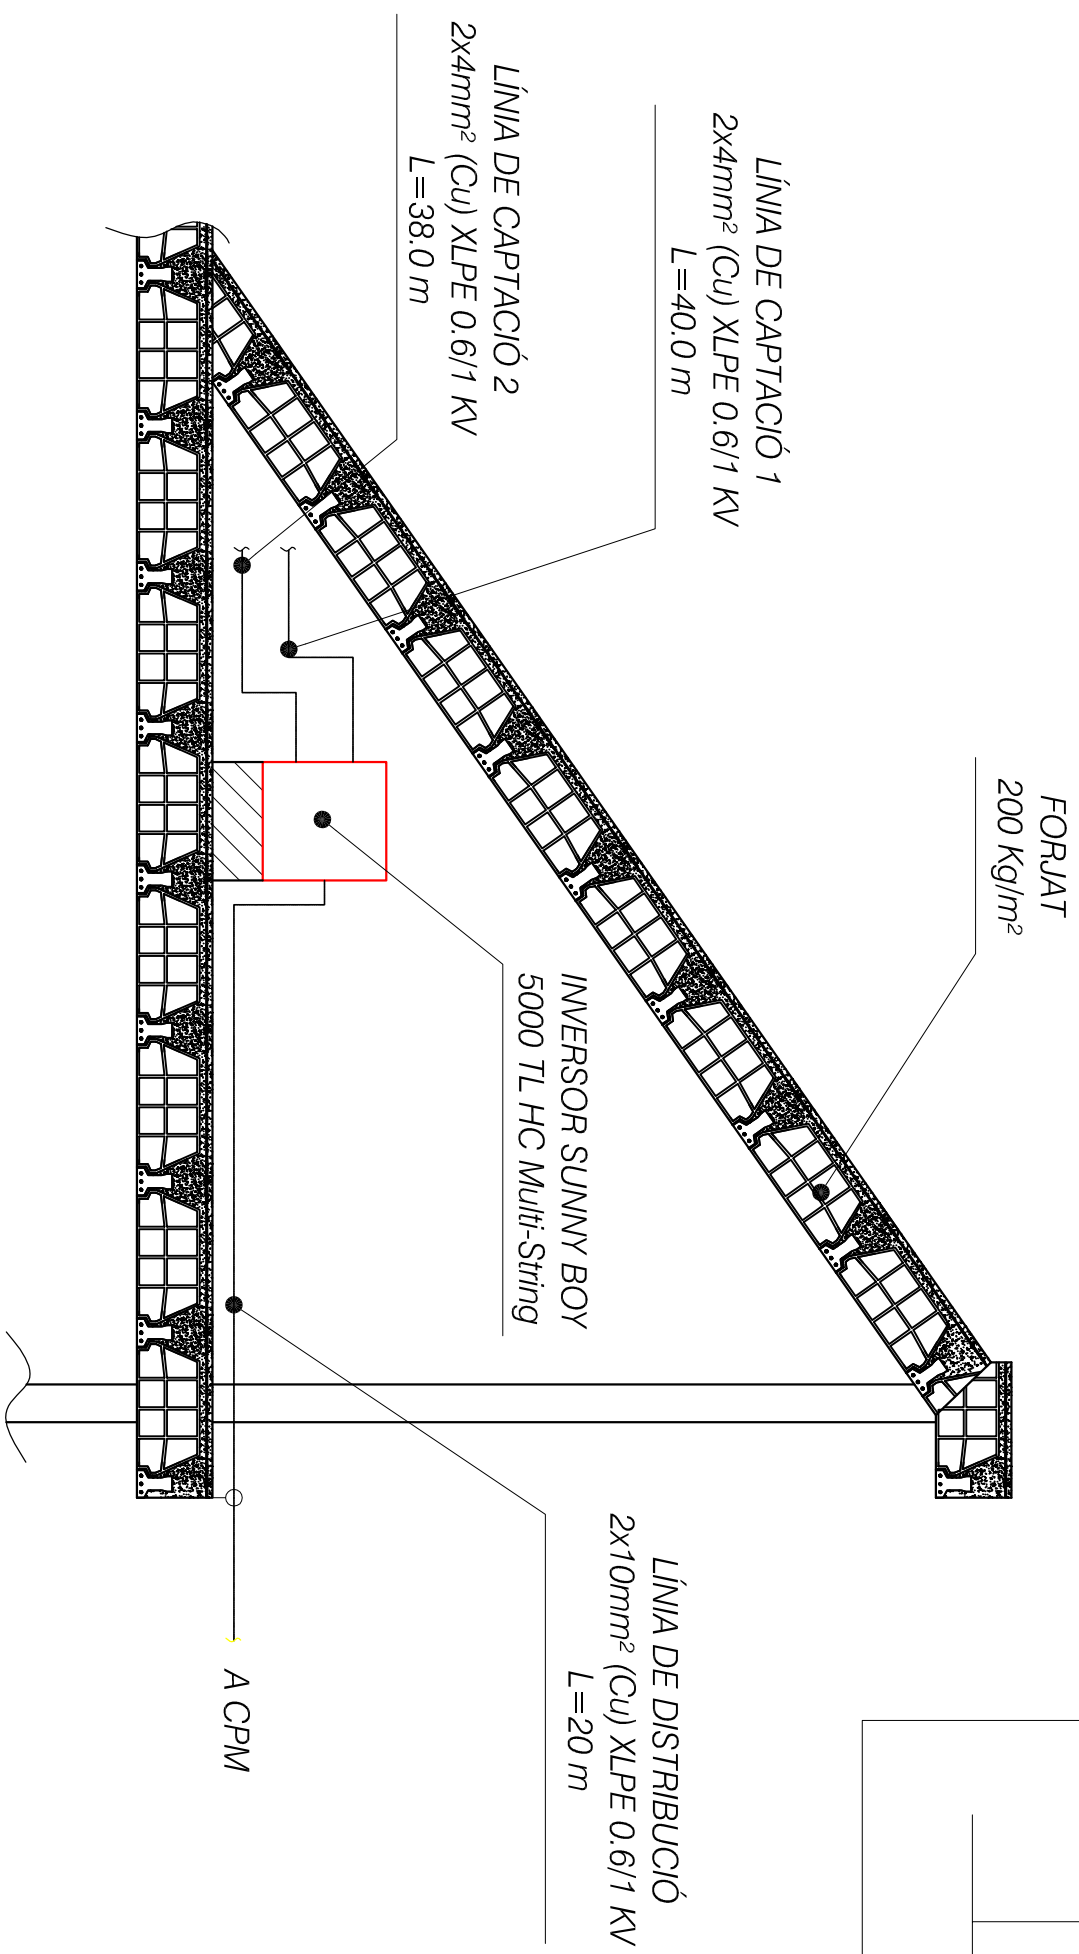 FORJAT
200 Kg/m²
LÍNIA DE CAPTACIÓ 1
2x4mm² (Cu) XLPE 0.6/1 KV
L=40.0 m
LÍNIA DE CAPTACIÓ 2
2x4mm² (Cu) XLPE 0.6/1 KV
L=38.0 m
INVERSOR SUNNY BOY
5000 TL HC Multi-String
LÍNIA DE DISTRIBUCIÓ
2x10mm² (Cu) XLPE 0.6/1 KV
L=20 m
A CPM